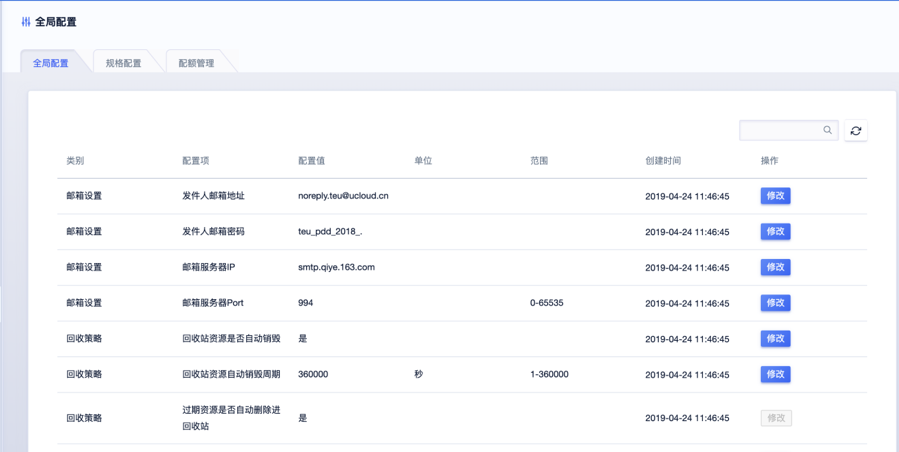 全局配置
全局配置 规格配置 配额管理
类别 配置项 配置值 单位 范围 创建时间 操作
邮箱设置 发件人邮箱地址 noreply.teu@ucloud.cn 2019-04-24 11:46:45 修改
邮箱设置 发件人邮箱密码 teu_pdd_2018_. 2019-04-24 11:46:45 修改
邮箱设置 邮箱服务器IP smtp.qiye.163.com 2019-04-24 11:46:45 修改
邮箱设置 邮箱服务器Port 994 0-65535 2019-04-24 11:46:45 修改
回收策略 回收站资源是否自动销毁 是 2019-04-24 11:46:45 修改
回收策略 回收站资源自动销毁周期 360000 秒 1-360000 2019-04-24 11:46:45 修改
回收策略 过期资源是否自动删除进 是 2019-04-24 11:46:45 修改
回收站